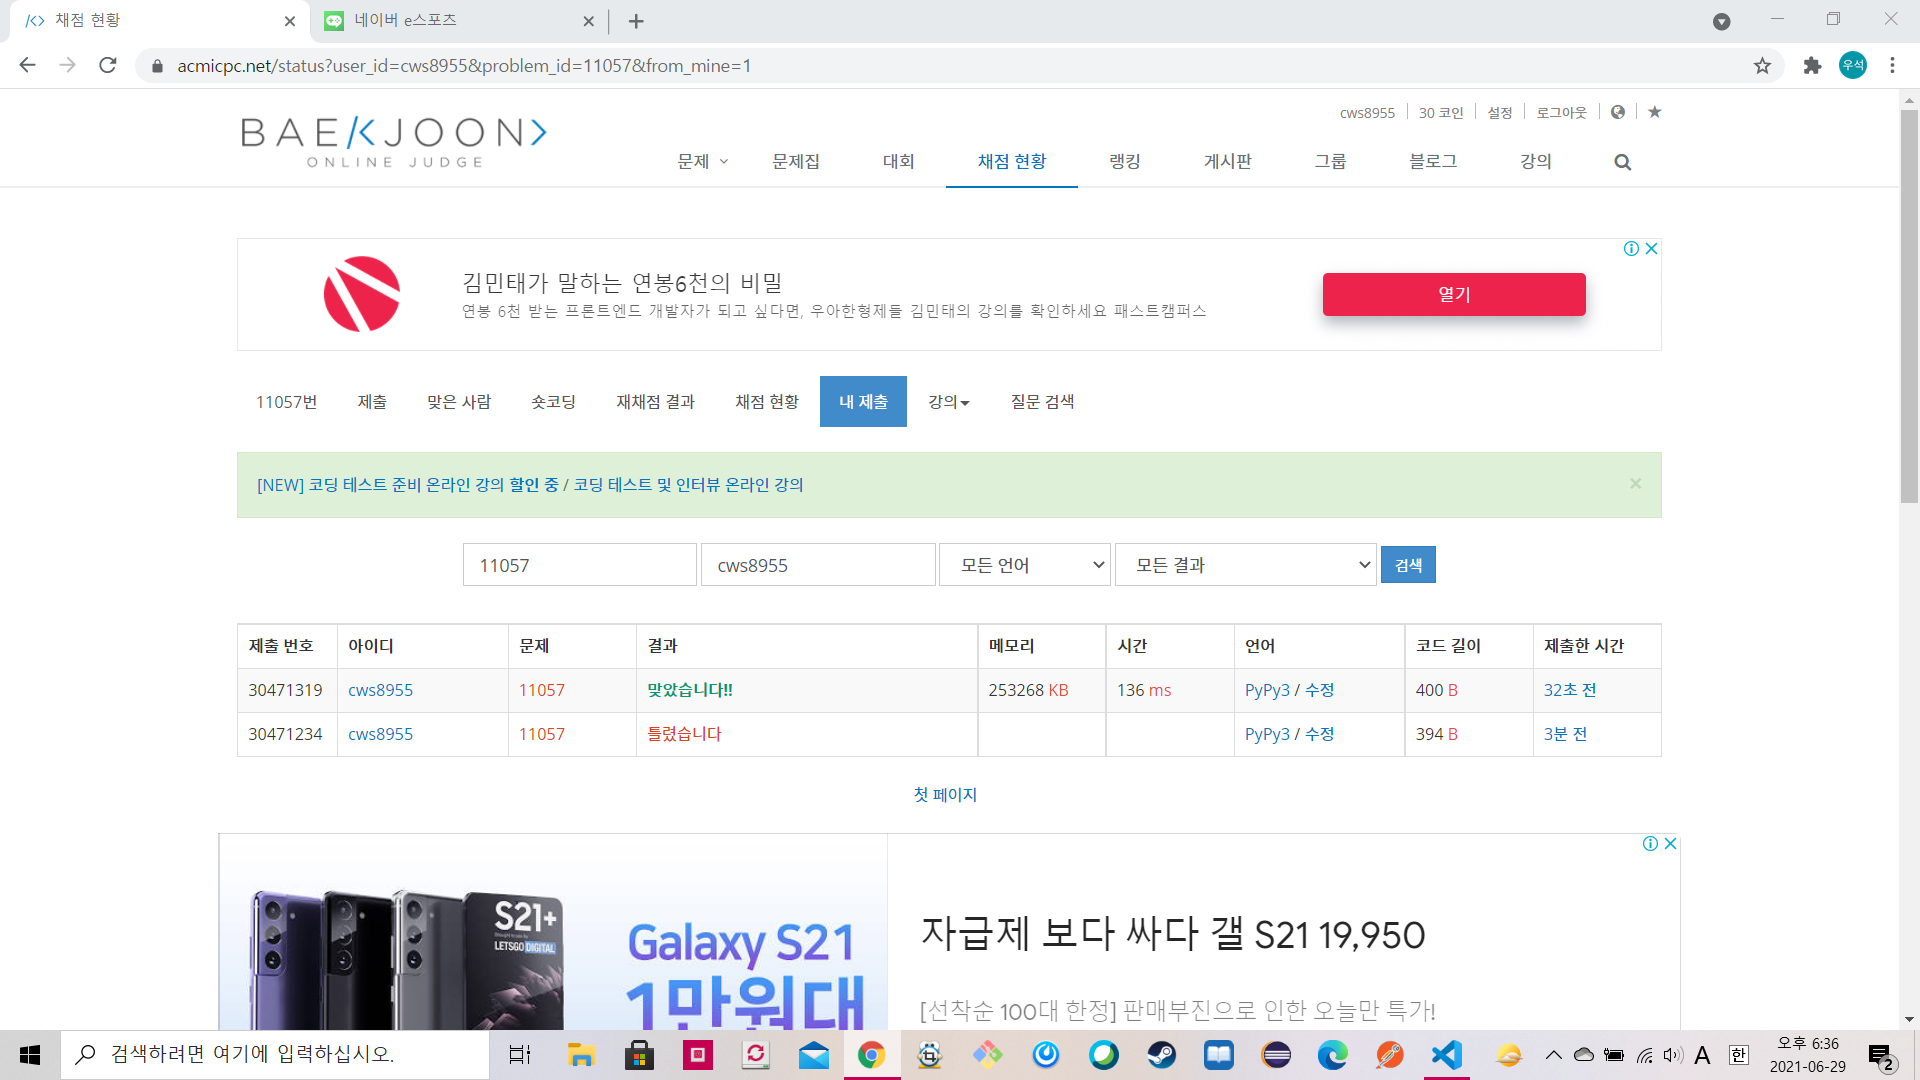 채점 현황
네이버 e스포츠
acmicpc.net/status?user_id=cws8955&problem_id=11057&from_mine=1
우석
cws8955 30 코인 설정 로그아웃
BAEKJOON
ONLINE JUDGE
문제 문제집 대회 채점 현황 랭킹 게시판 그룹 블로그 강의
김민태가 말하는 연봉6천의 비밀
연봉 6천 받는 프론트엔드 개발자가 되고 싶다면, 우아한형제들 김민태의 강의를 확인하세요 패스트캠퍼스
열기
11057번 제출 맞은 사람 숏코딩 재채점 결과 채점 현황 내 제출 강의 질문 검색
[NEW] 코딩 테스트 준비 온라인 강의 할인 중 / 코딩 테스트 및 인터뷰 온라인 강의
11057 cws8955 모든 언어 모든 결과 검색
제출 번호 아이디 문제 결과 메모리 시간 언어 코드 길이 제출한 시간
30471319 cws8955 11057 맞았습니다!! 253268 KB 136 ms PyPy3 / 수정 400 B 32초 전
30471234 cws8955 11057 틀렸습니다 PyPy3 / 수정 394 B 3분 전
첫 페이지
S21+
LETSGO DIGITAL
Galaxy S21
1만원대
자급제 보다 싸다 갤 S21 19,950
[선착순 100대 한정] 판매부진으로 인한 오늘만 특가!
검색하려면 여기에 입력하십시오.
A 한
오후 6:36
2021-06-29
2